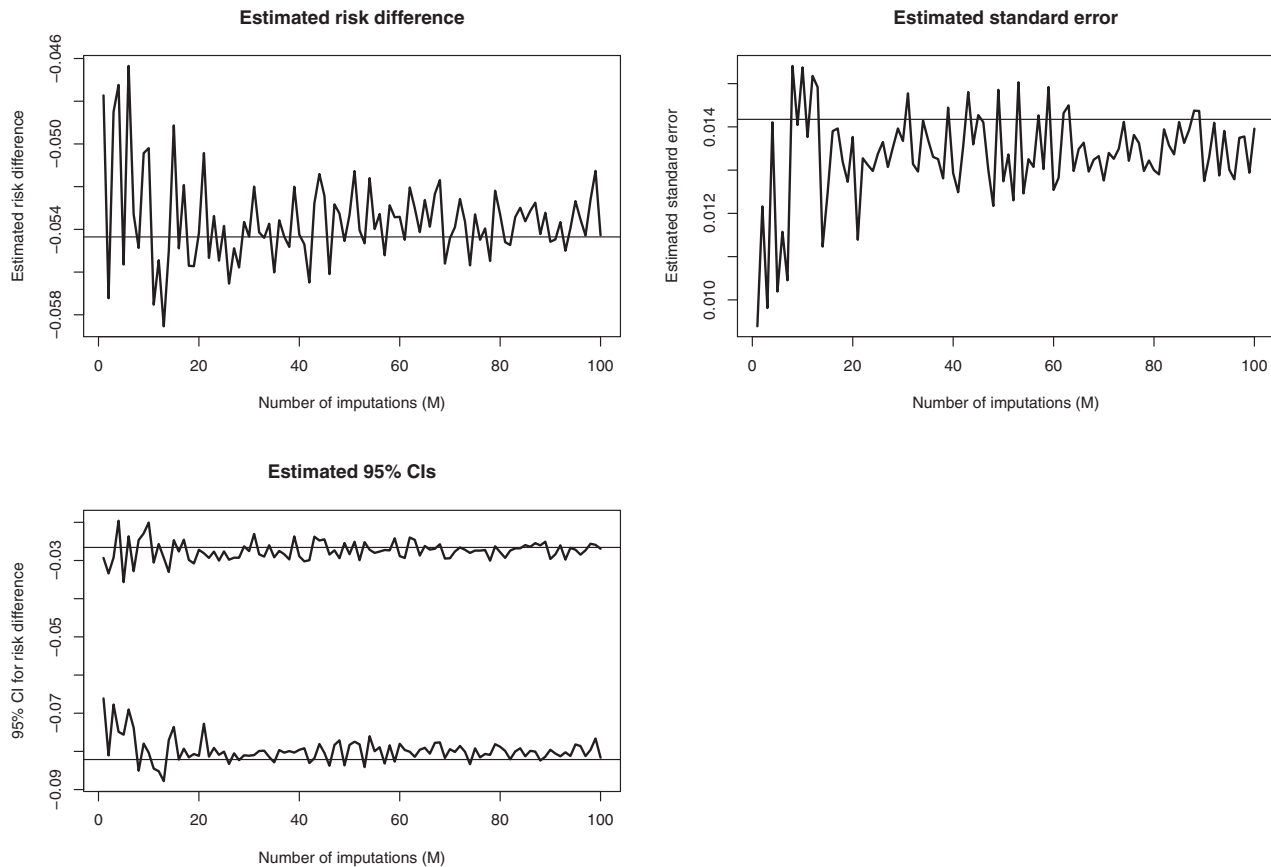 Estimated risk difference
Estimated risk difference
−0.046
−0.050
−0.054
−0.058
0 20 40 60 80 100
Number of imputations (M)
Estimated standard error
Estimated standard error
0.014
0.012
0.010
0 20 40 60 80 100
Number of imputations (M)
Estimated 95% CIs
95% CI for risk difference
−0.03
−0.05
−0.07
−0.09
0 20 40 60 80 100
Number of imputations (M)